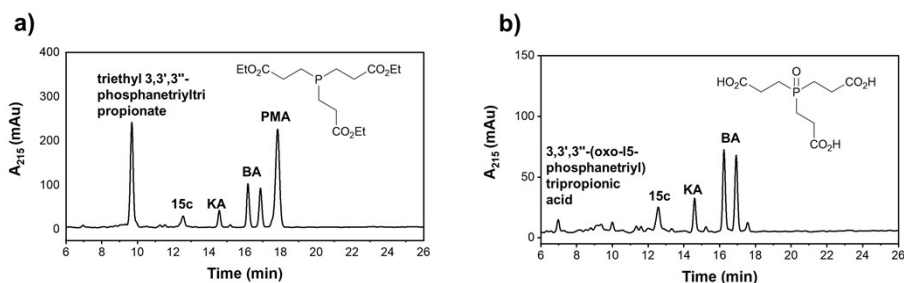 a)
400
300
200
100
0
A215 (mAu)
triethyl 3,3',3''-
phosphanetriyltri
propionate
15c
KA
BA
PMA
EtO2C
CO2Et
P
CO2Et
6 8 10 12 14 16 18 20 22 24 26
Time (min)
b)
150
100
50
0
A215 (mAu)
3,3',3''-(oxo-l5-
phosphanetriyl)
tripropionic
acid
15c
KA
BA
HO2C
O
CO2H
P
CO2H
6 8 10 12 14 16 18 20 22 24 26
Time (min)